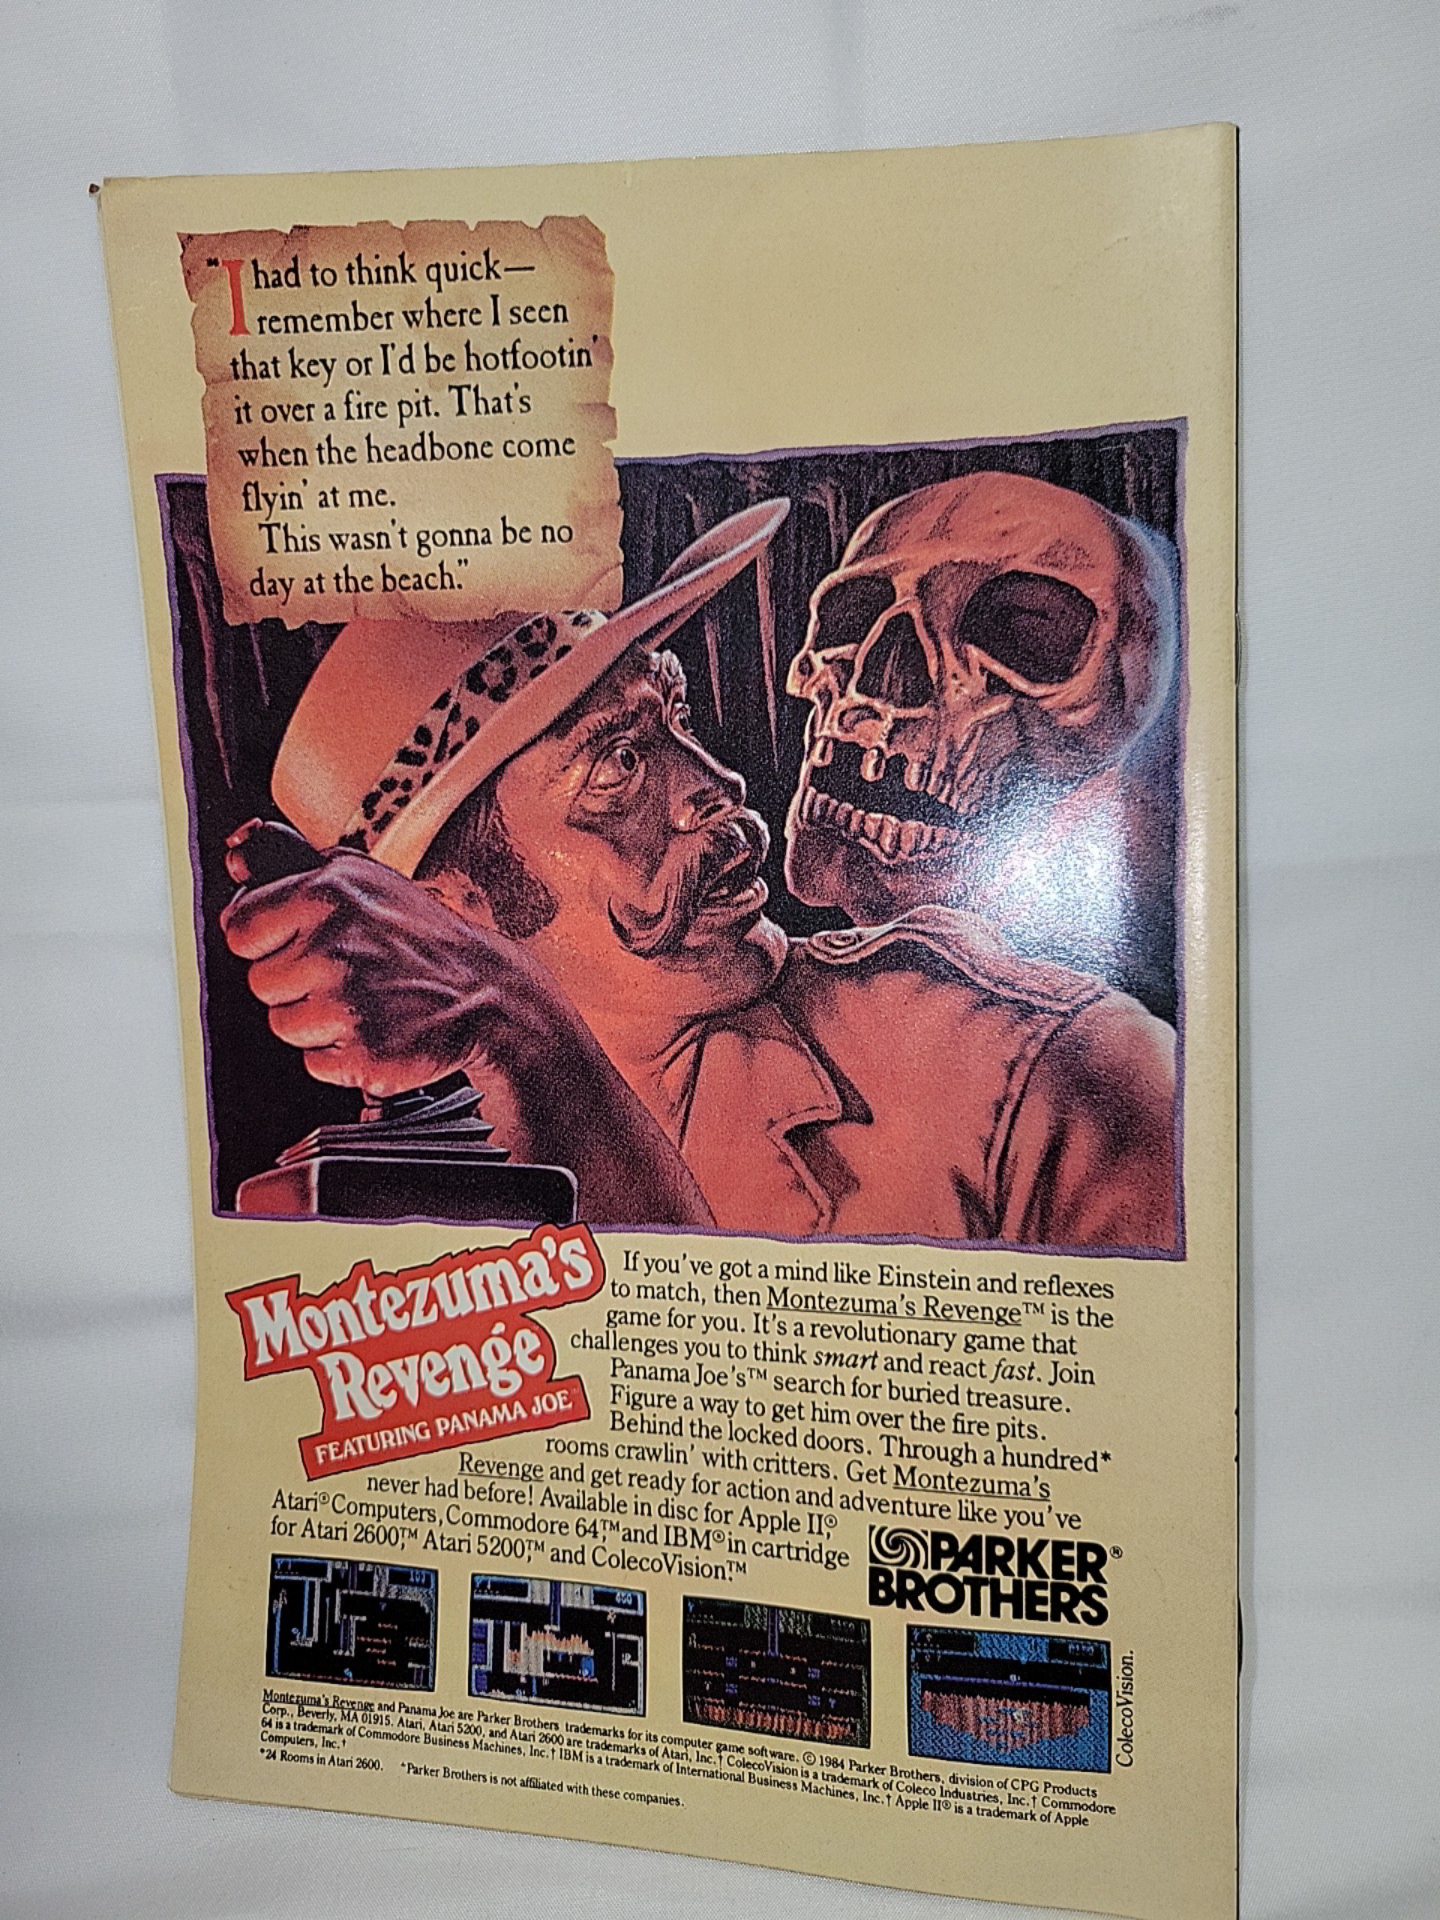 "I had to think quick—
remember where I seen
that key or I'd be hotfootin'
it over a fire pit. That's
when the headbone come
flyin' at me.
This wasn't gonna be no
day at the beach."
Montezuma's
Revenge
FEATURING PANAMA JOE
If you've got a mind like Einstein and reflexes
to match, then Montezuma's Revenge™ is the
game for you. It's a revolutionary game that
challenges you to think smart and react fast. Join
Panama Joe's™ search for buried treasure.
Figure a way to get him over the fire pits.
Behind the locked doors. Through a hundred*
rooms crawlin' with critters. Get Montezuma's
Revenge and get ready for action and adventure like you've
never had before! Available in disc for Apple II,®
Atari® Computers, Commodore 64,™ and IBM® in cartridge
for Atari 2600,™ Atari 5200,™ and ColecoVision.™
PARKER®
BROTHERS
ColecoVision.
Montezuma's Revenge and Panama Joe are Parker Brothers trademarks for its computer game software. © 1984 Parker Brothers, division of CPG Products
Corp., Beverly, MA 01915. Atari, Atari 5200, and Atari 2600 are trademarks of Atari, Inc.† ColecoVision is a trademark of Coleco Industries, Inc.† Commodore
64 is a trademark of Commodore Business Machines, Inc.† IBM is a trademark of International Business Machines, Inc.† Apple II® is a trademark of Apple
Computers, Inc.†
*24 Rooms in Atari 2600. †Parker Brothers is not affiliated with these companies.